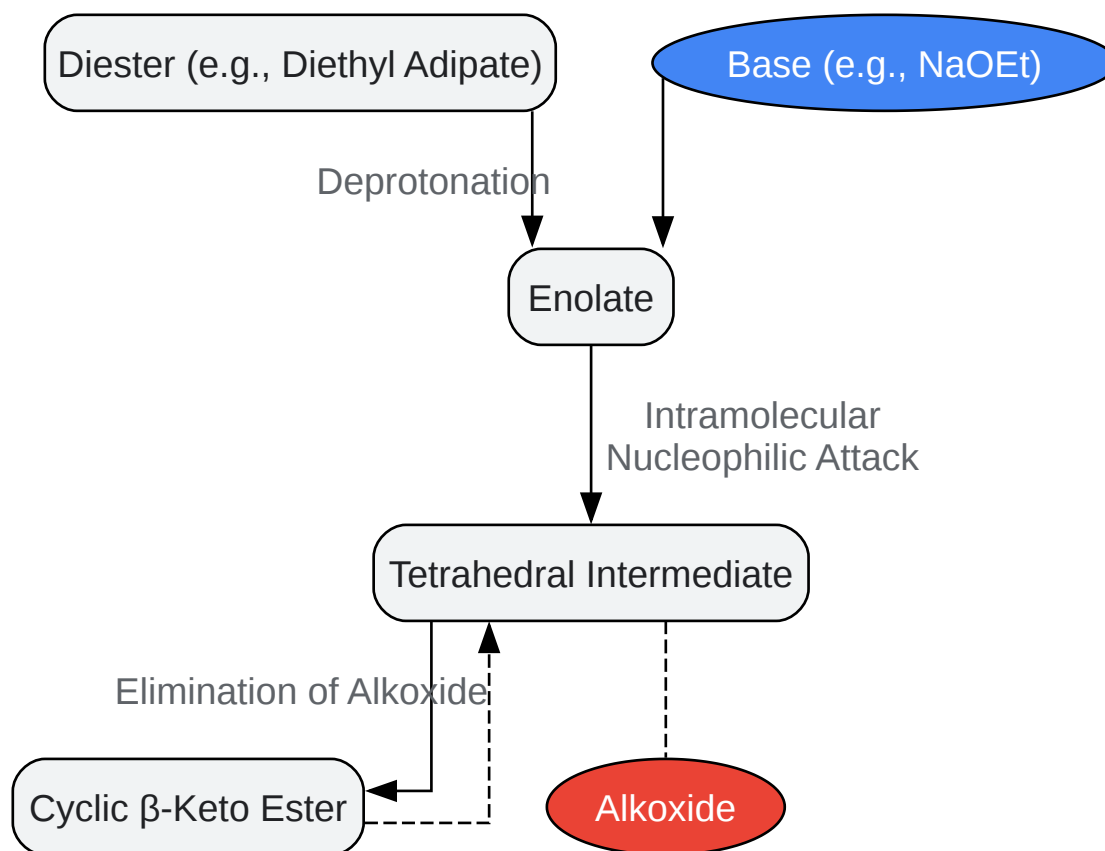 Diester (e.g., Diethyl Adipate)
Base (e.g., NaOEt)
Deprotonation
Enolate
Intramolecular
Nucleophilic Attack
Tetrahedral Intermediate
Elimination of Alkoxide
Cyclic β-Keto Ester
Alkoxide